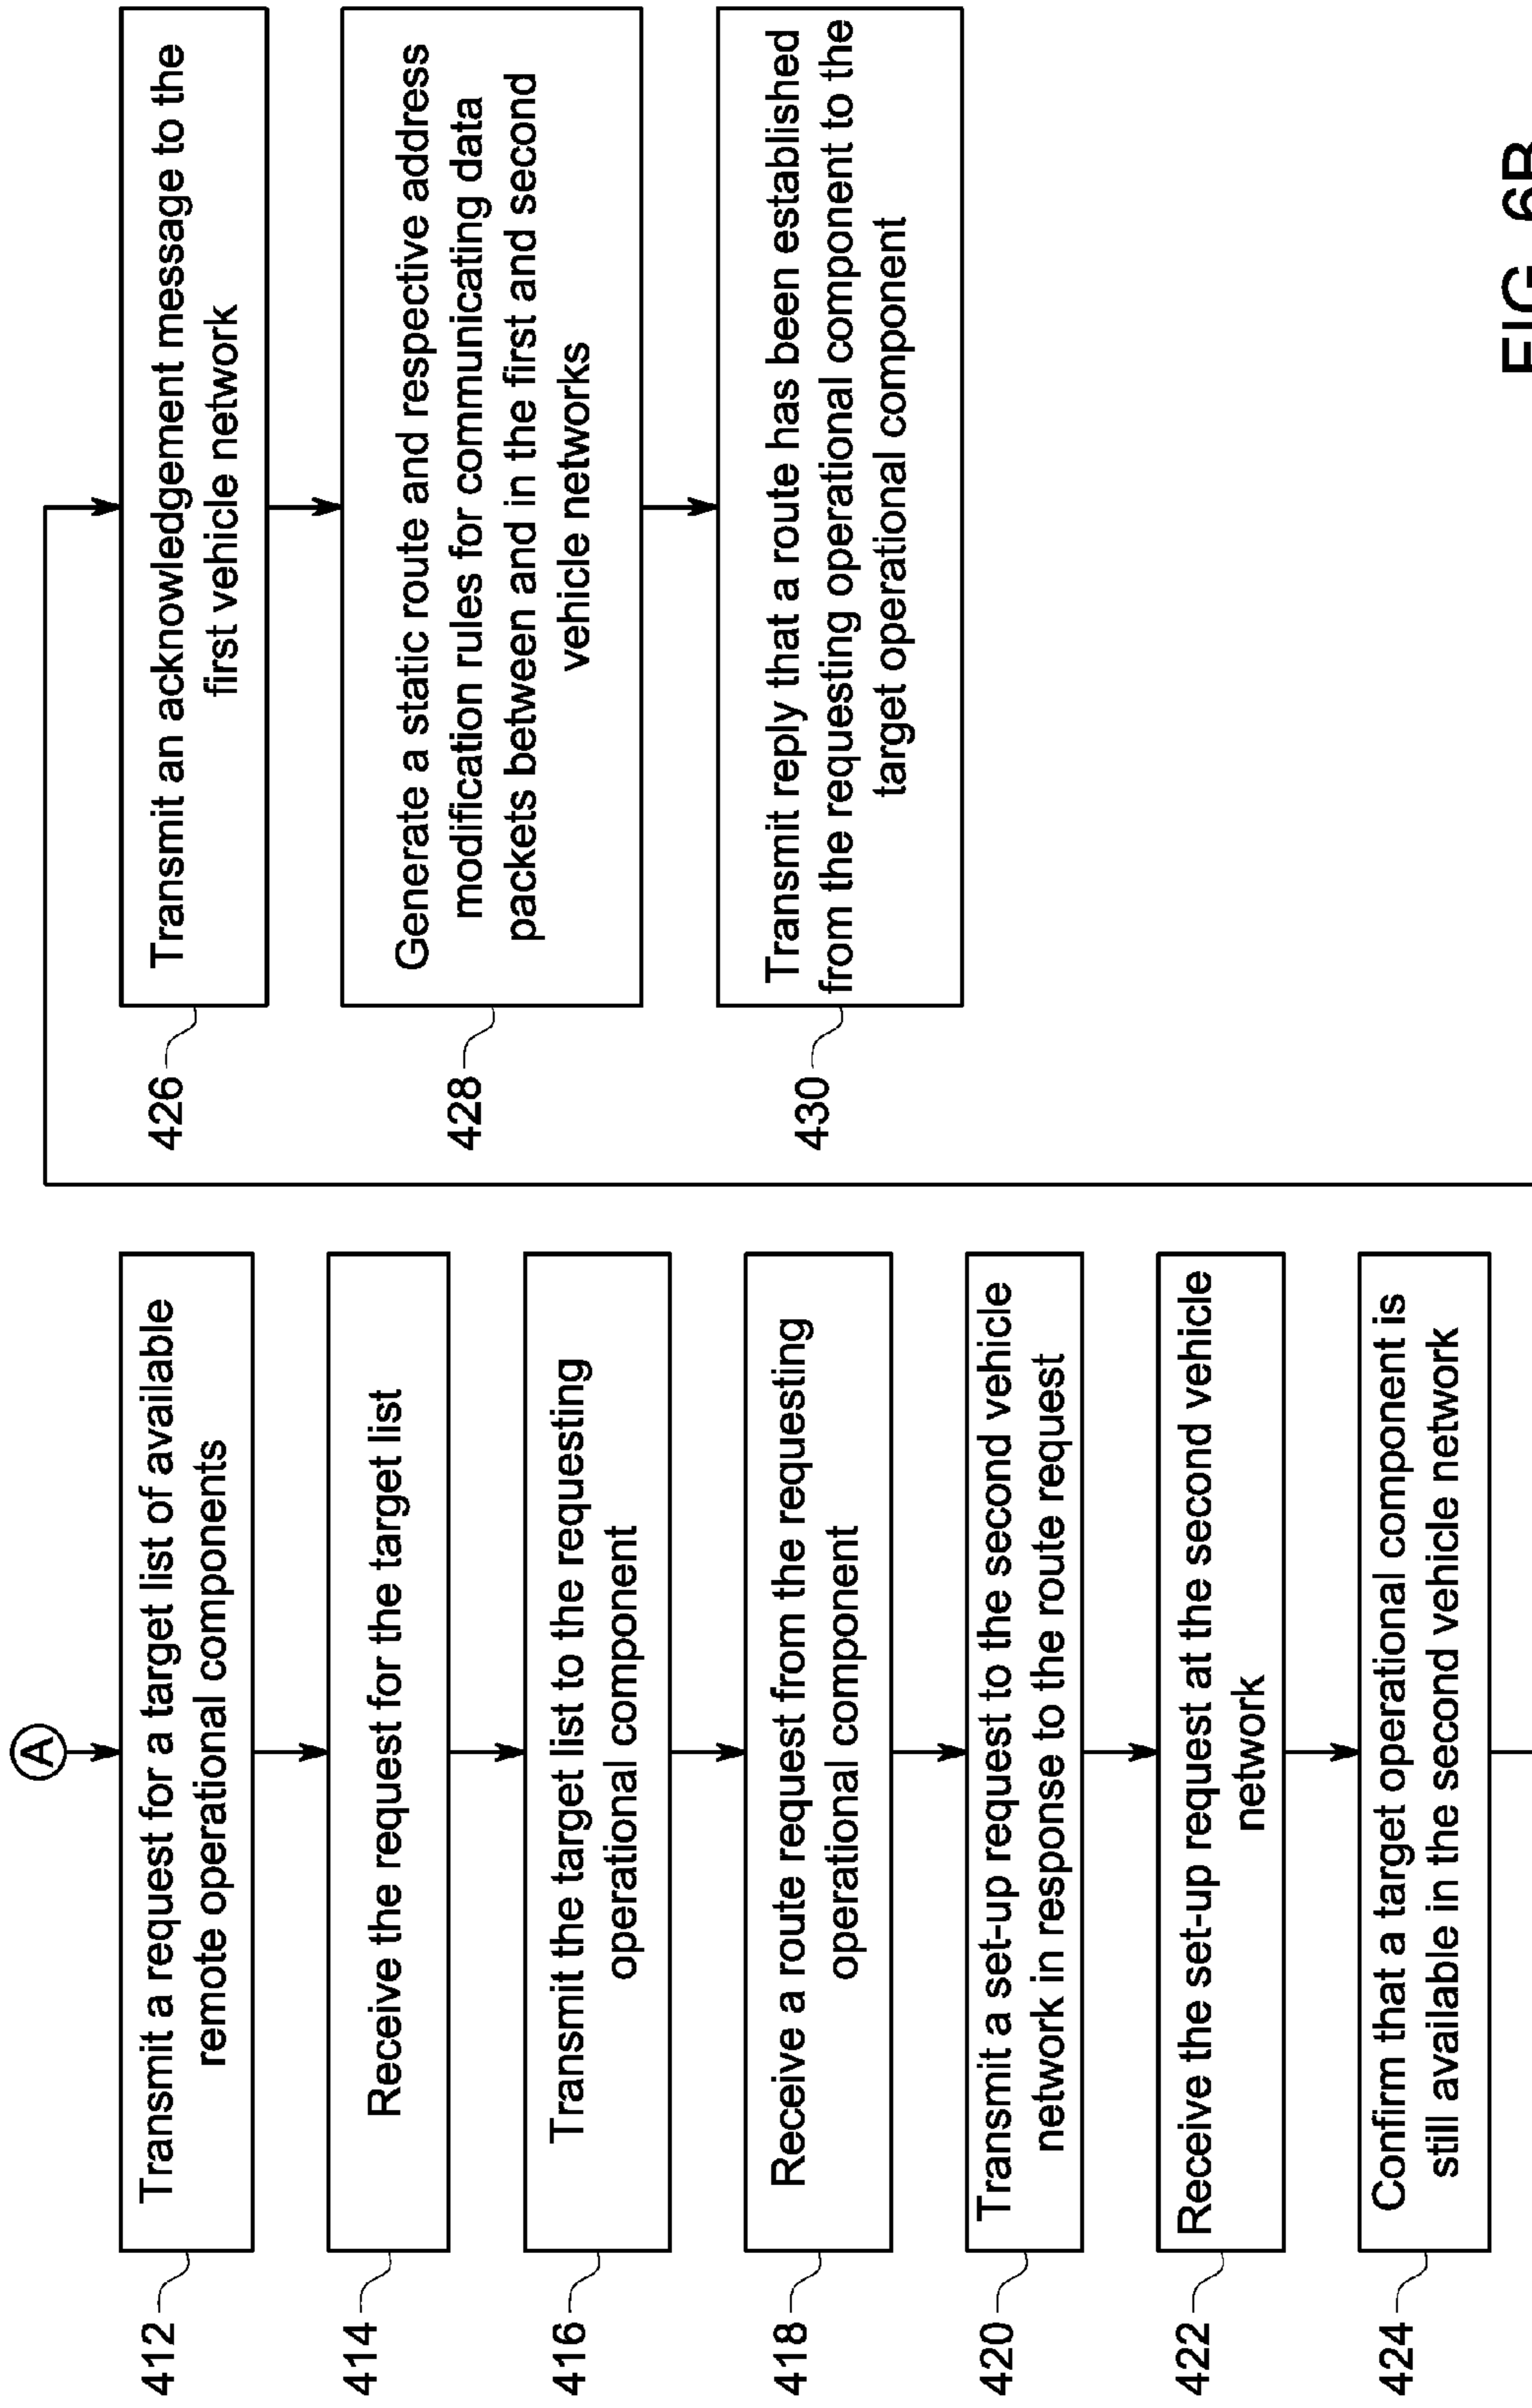 A
412
Transmit a request for a target list of available
remote operational components
414
Receive the request for the target list
416
Transmit the target list to the requesting
operational component
418
Receive a route request from the requesting
operational component
420
Transmit a set-up request to the second vehicle
network in response to the route request
422
Receive the set-up request at the second vehicle
network
424
Confirm that a target operational component is
still available in the second vehicle network
426
Transmit an acknowledgement message to the
first vehicle network
428
Generate a static route and respective address
modification rules for communicating data
packets between and in the first and second
vehicle networks
430
Transmit reply that a route has been established
from the requesting operational component to the
target operational component
FIG. 6B